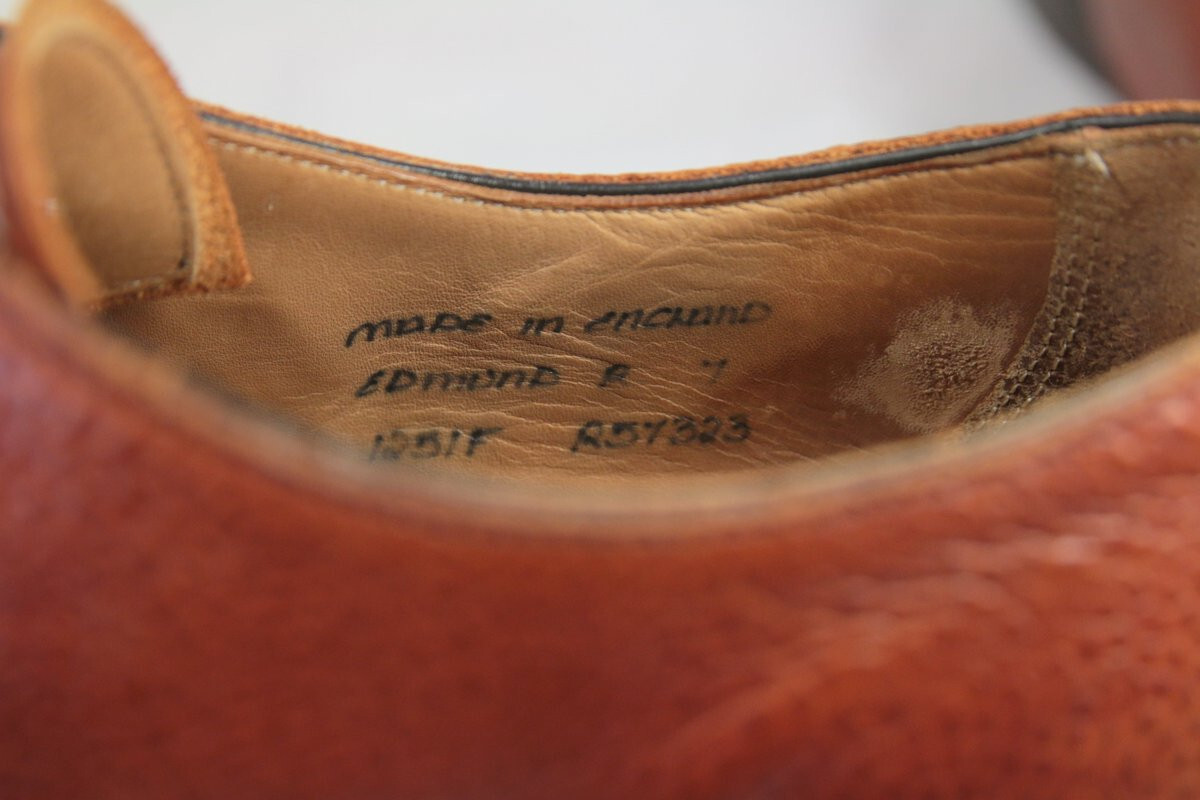 MADE in ENGLAND
EDMUND E 7
1251F R57323